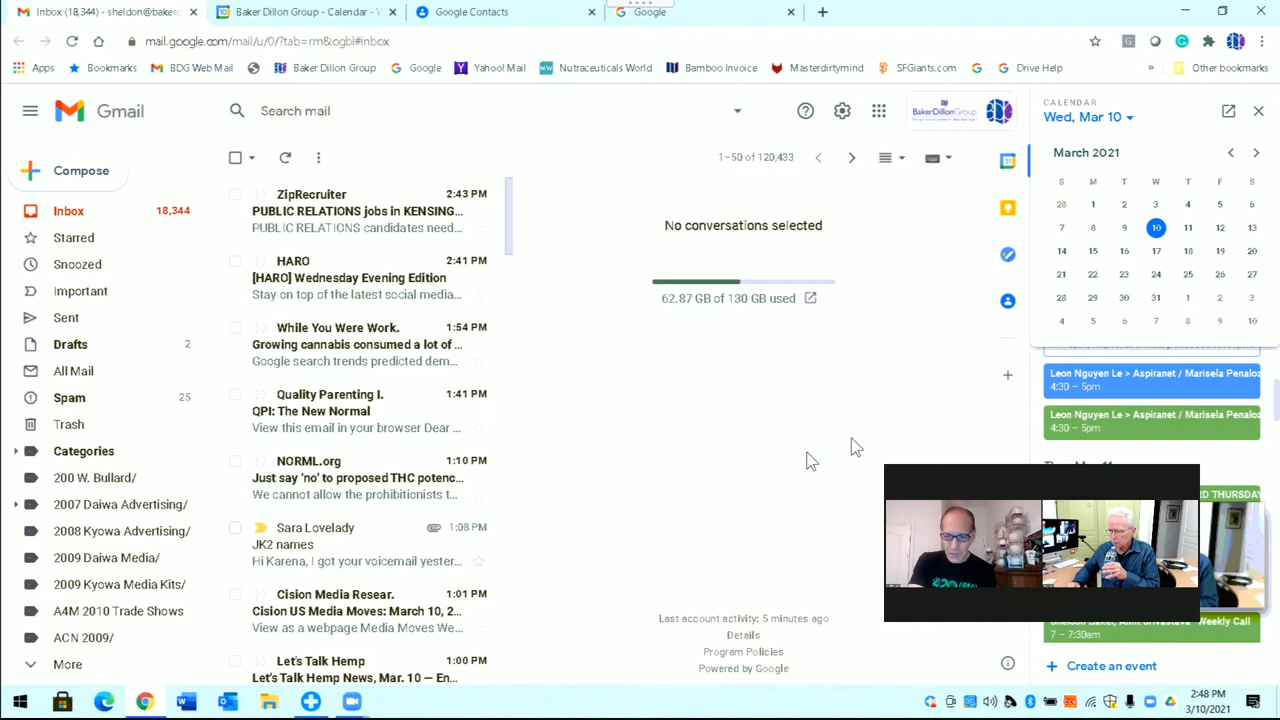 Inbox (18,344) - sheldon@baker
Baker Dillon Group - Calendar - V
Google Contacts
Google
mail.google.com/mail/u/0/?tab=rm&ogbl#inbox
Apps
Bookmarks
BDG Web Mail
Baker Dillon Group
Google
Yahoo! Mail
Nutraceuticals World
Bamboo Invoice
Masterdirtymind
SFGiants.com
Drive Help
»
Other bookmarks
Gmail
Search mail
BakerDillonGroup
CALENDAR
Wed, Mar 10
Compose
1–50 of 120,433
March 2021
S M T W T F S
28 1 2 3 4 5 6
7 8 9 10 11 12 13
14 15 16 17 18 19 20
21 22 23 24 25 26 27
28 29 30 31 1 2 3
4 5 6 7 8 9 10
Inbox 18,344
Starred
Snoozed
Important
Sent
Drafts 2
All Mail
Spam 25
Trash
Categories
200 W. Bullard/
2007 Daiwa Advertising/
2008 Kyowa Advertising/
2009 Daiwa Media/
2009 Kyowa Media Kits/
A4M 2010 Trade Shows
ACN 2009/
More
ZipRecruiter 2:43 PM
PUBLIC RELATIONS jobs in KENSING...
PUBLIC RELATIONS candidates need...
HARO 2:41 PM
[HARO] Wednesday Evening Edition
Stay on top of the latest social media...
While You Were Work. 1:54 PM
Growing cannabis consumed a lot of ...
Google search trends predicted dem...
Quality Parenting I. 1:41 PM
QPI: The New Normal
View this email in your browser Dear ...
NORML.org 1:10 PM
Just say 'no' to proposed THC potenc...
We cannot allow the prohibitionists t...
Sara Lovelady 1:08 PM
JK2 names
Hi Karena, I got your voicemail yester...
Cision Media Resear. 1:01 PM
Cision US Media Moves: March 10, 2...
View as a webpage Media Moves We...
Let's Talk Hemp 1:00 PM
Let's Talk Hemp News, Mar. 10 — En...
No conversations selected
62.87 GB of 130 GB used
Last account activity: 5 minutes ago
Details
Program Policies
Powered by Google
Leon Nguyen Le > Aspiranet / Marisela Penaloz
4:30 – 5pm
Leon Nguyen Le > Aspiranet / Marisela Penaloz
4:30 – 5pm
RD THURSDAY
Sheldon Baker, Amit Srivastava Weekly Call
7 – 7:30am
Create an event
2:48 PM
3/10/2021